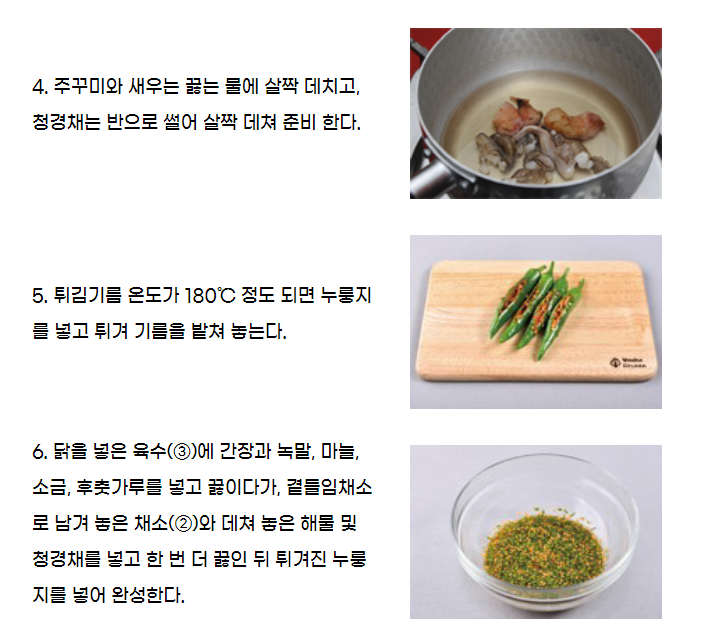 4. 주꾸미와 새우는 끓는 물에 살짝 데치고,
청경채는 반으로 썰어 살짝 데쳐 준비 한다.
5. 튀김기름 온도가 180℃ 정도 되면 누룽지
를 넣고 튀겨 기름을 밭쳐 놓는다.
6. 닭을 넣은 육수(③)에 간장과 녹말, 마늘,
소금, 후춧가루를 넣고 끓이다가, 곁들임채소
로 남겨 놓은 채소(②)와 데쳐 놓은 해물 및
청경채를 넣고 한 번 더 끓인 뒤 튀겨진 누룽
지를 넣어 완성한다.